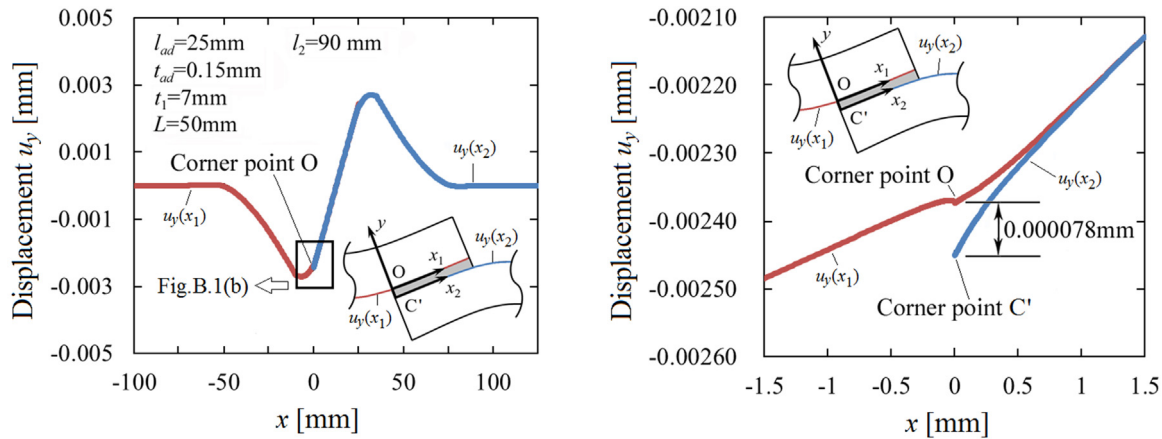 Displacement u_y [mm]
0.005
0.003
0.001
-0.001
-0.003
-0.005
l_ad=25mm l_2=90 mm
t_ad=0.15mm
t_1=7mm
L=50mm
Corner point O
u_y(x_1)
u_y(x_2)
Fig.B.1(b)
y
O
x_1
x_2
C'
u_y(x_1)
u_y(x_2)
-100 -50 0 50 100
x [mm]
Displacement u_y [mm]
-0.00210
-0.00220
-0.00230
-0.00240
-0.00250
-0.00260
y
O
x_1
x_2
C'
u_y(x_1)
u_y(x_2)
Corner point O
u_y(x_2)
0.000078mm
u_y(x_1)
Corner point C'
-1.5 -1 -0.5 0 0.5 1 1.5
x [mm]